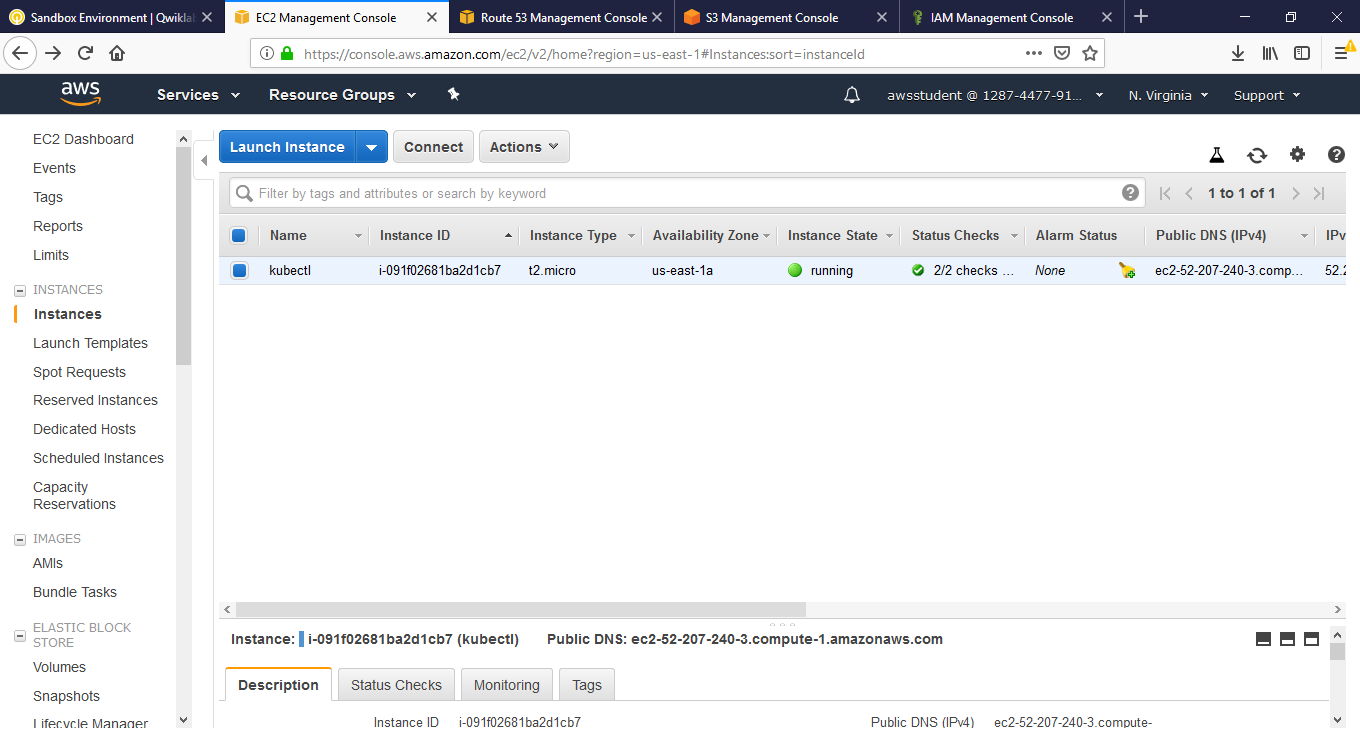 Sandbox Environment | Qwiklab
EC2 Management Console
Route 53 Management Console
S3 Management Console
IAM Management Console
https://console.aws.amazon.com/ec2/v2/home?region=us-east-1#Instances:sort=instanceId
aws
Services
Resource Groups
awsstudent @ 1287-4477-91...
N. Virginia
Support
EC2 Dashboard
Events
Tags
Reports
Limits
INSTANCES
Instances
Launch Templates
Spot Requests
Reserved Instances
Dedicated Hosts
Scheduled Instances
Capacity
Reservations
IMAGES
AMIs
Bundle Tasks
ELASTIC BLOCK
STORE
Volumes
Snapshots
Lifecycle Manager
Launch Instance
Connect
Actions
Filter by tags and attributes or search by keyword
1 to 1 of 1
Name Instance ID Instance Type Availability Zone Instance State Status Checks Alarm Status Public DNS (IPv4) IPv
kubectl i-091f02681ba2d1cb7 t2.micro us-east-1a running 2/2 checks ... None ec2-52-207-240-3.comp... 52.2
Instance: i-091f02681ba2d1cb7 (kubectl) Public DNS: ec2-52-207-240-3.compute-1.amazonaws.com
Description
Status Checks
Monitoring
Tags
Instance ID i-091f02681ba2d1cb7 Public DNS (IPv4) ec2-52-207-240-3.compute-